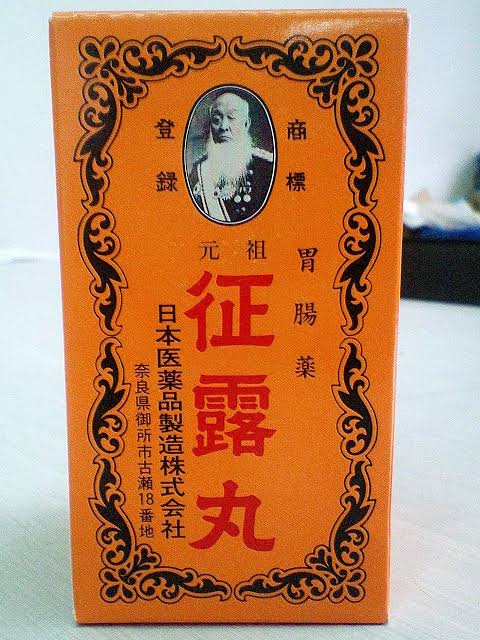 登録
商標
元祖
胃腸薬
征露丸
日本医薬品製造株式会社
奈良県御所市古瀬18番地